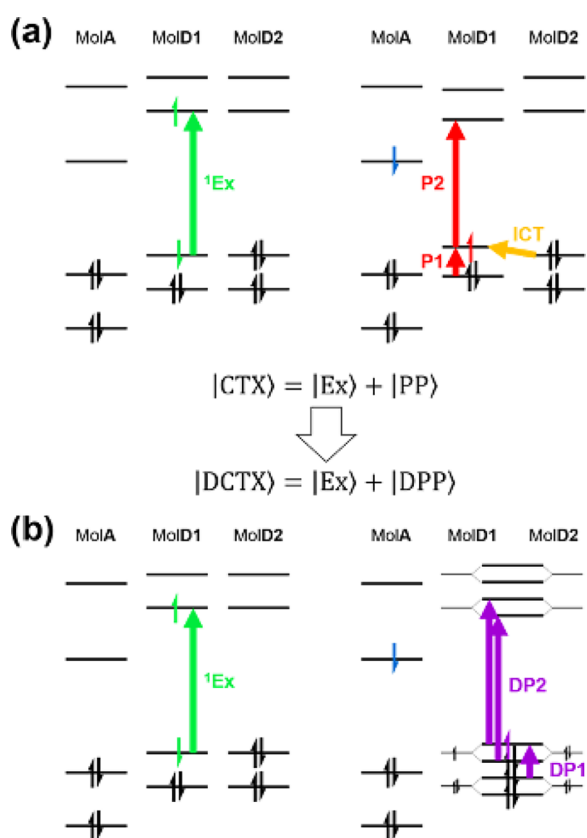 (a)
MolA MolD1 MolD2 MolA MolD1 MolD2
¹Ex P2 ICT P1
|CTX⟩ = |Ex⟩ + |PP⟩
|DCTX⟩ = |Ex⟩ + |DPP⟩
(b)
MolA MolD1 MolD2 MolA MolD1 MolD2
¹Ex DP2 DP1